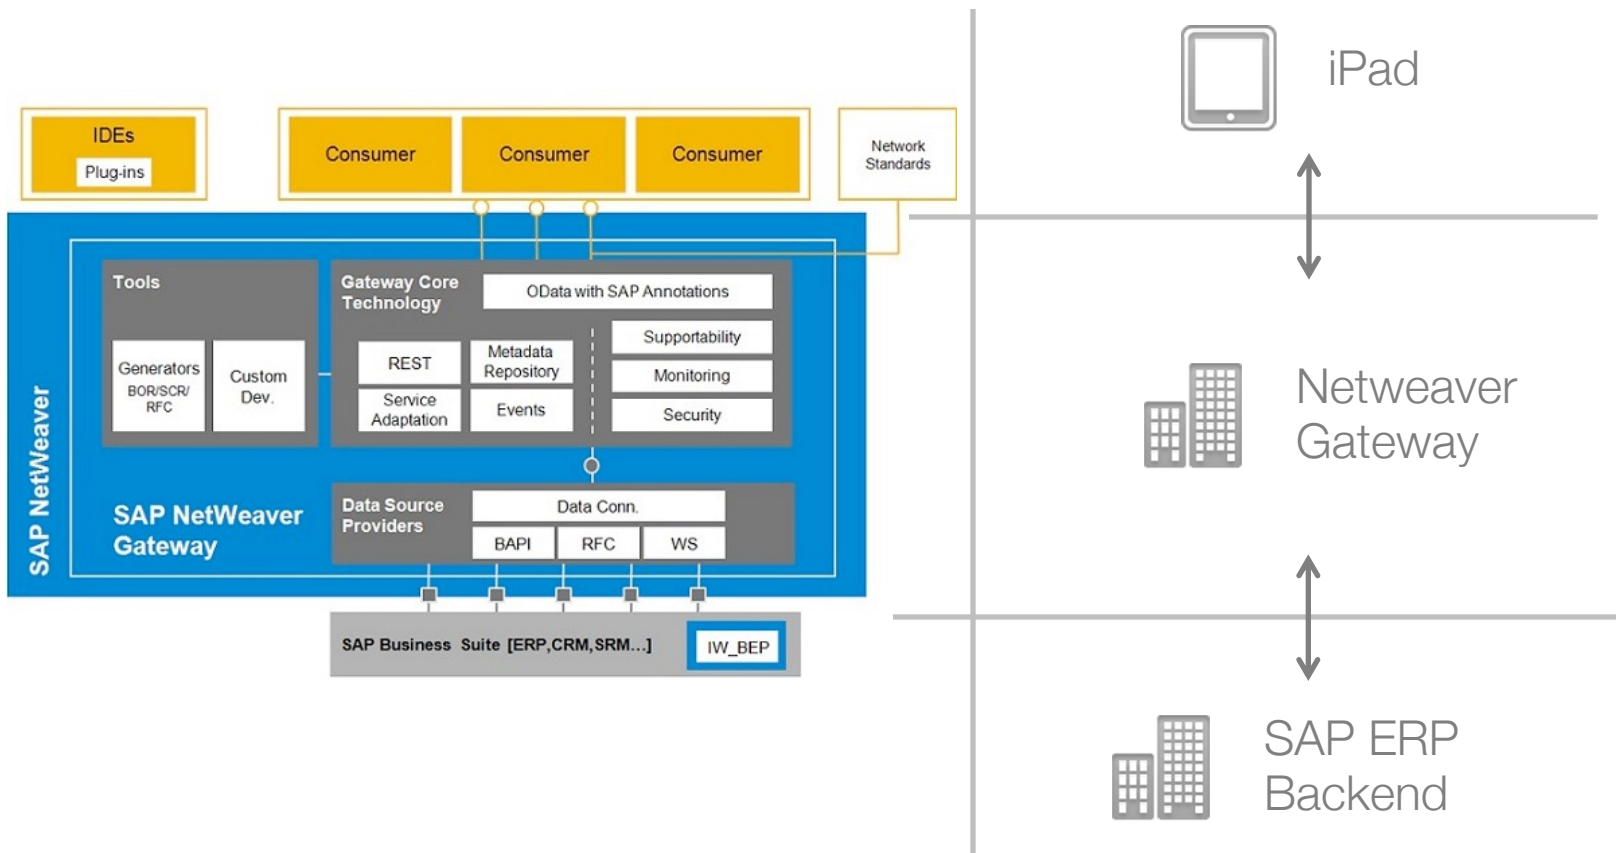 IDEs
Plug-ins
Consumer
Consumer
Consumer
Network
Standards
SAP NetWeaver
Tools
Generators
BOR/SCR/
RFC
Custom
Dev.
Gateway Core
Technology
OData with SAP Annotations
REST
Metadata
Repository
Service
Adaptation
Events
Supportability
Monitoring
Security
SAP NetWeaver
Gateway
Data Source
Providers
Data Conn.
BAPI
RFC
WS
SAP Business Suite [ERP,CRM,SRM...]
IW_BEP
iPad
Netweaver
Gateway
SAP ERP
Backend